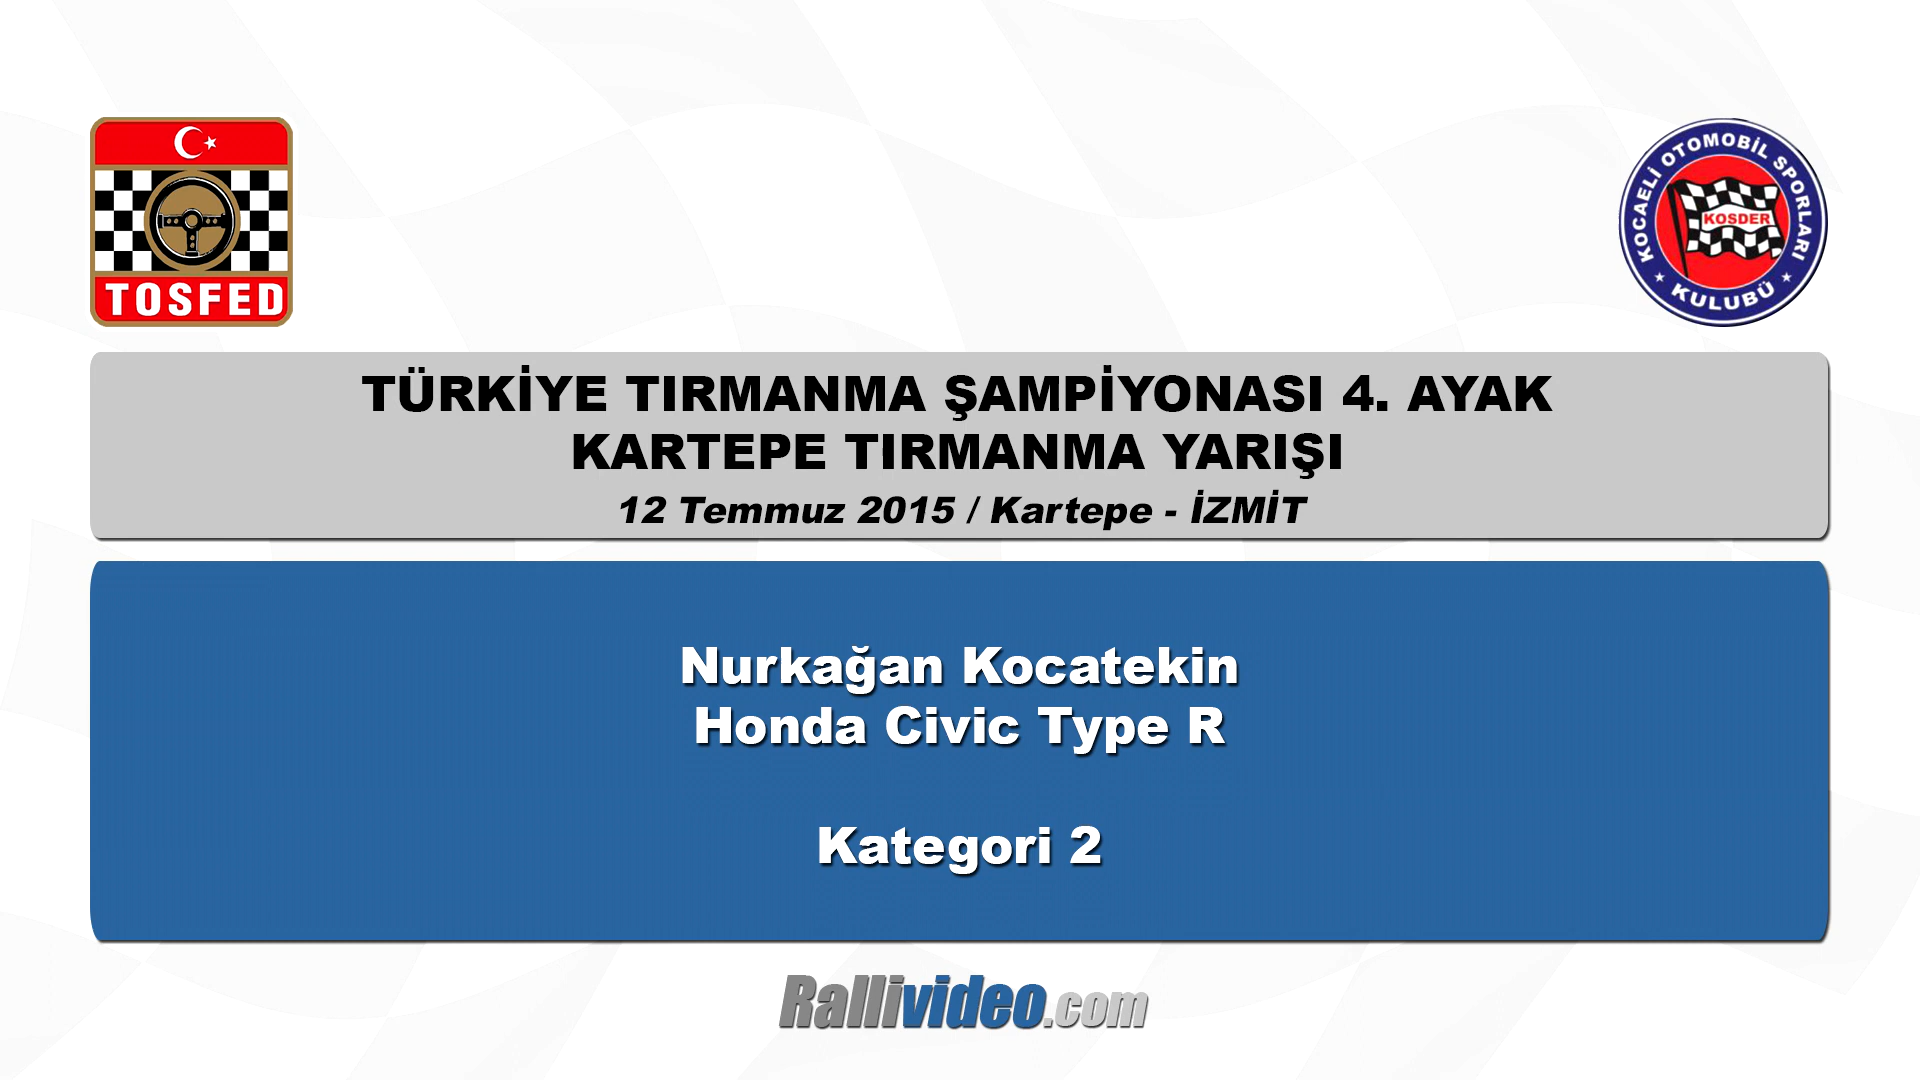 TOSFED
KOCAELİ OTOMOBİL SPORLARI
KOSDER
KULUBÜ
TÜRKİYE TIRMANMA ŞAMPİYONASI 4. AYAK
KARTEPE TIRMANMA YARIŞI
12 Temmuz 2015 / Kartepe - İZMİT
Nurkağan Kocatekin
Honda Civic Type R
Kategori 2
Rallivideo.com